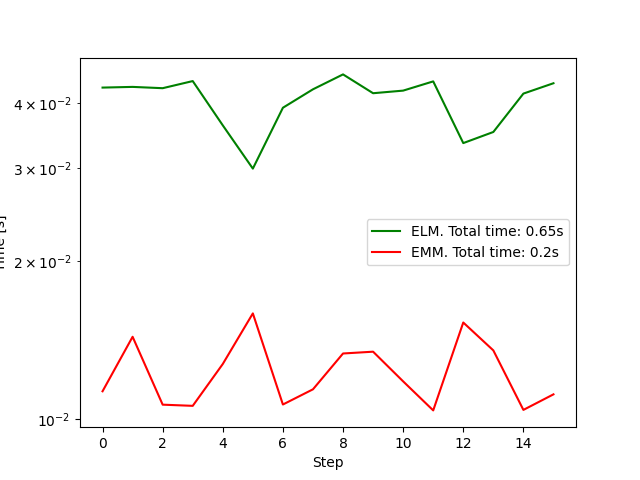 4 × 10⁻²
3 × 10⁻²
2 × 10⁻²
10⁻²
ELM. Total time: 0.65s
EMM. Total time: 0.2s
0 2 4 6 8 10 12 14
Step